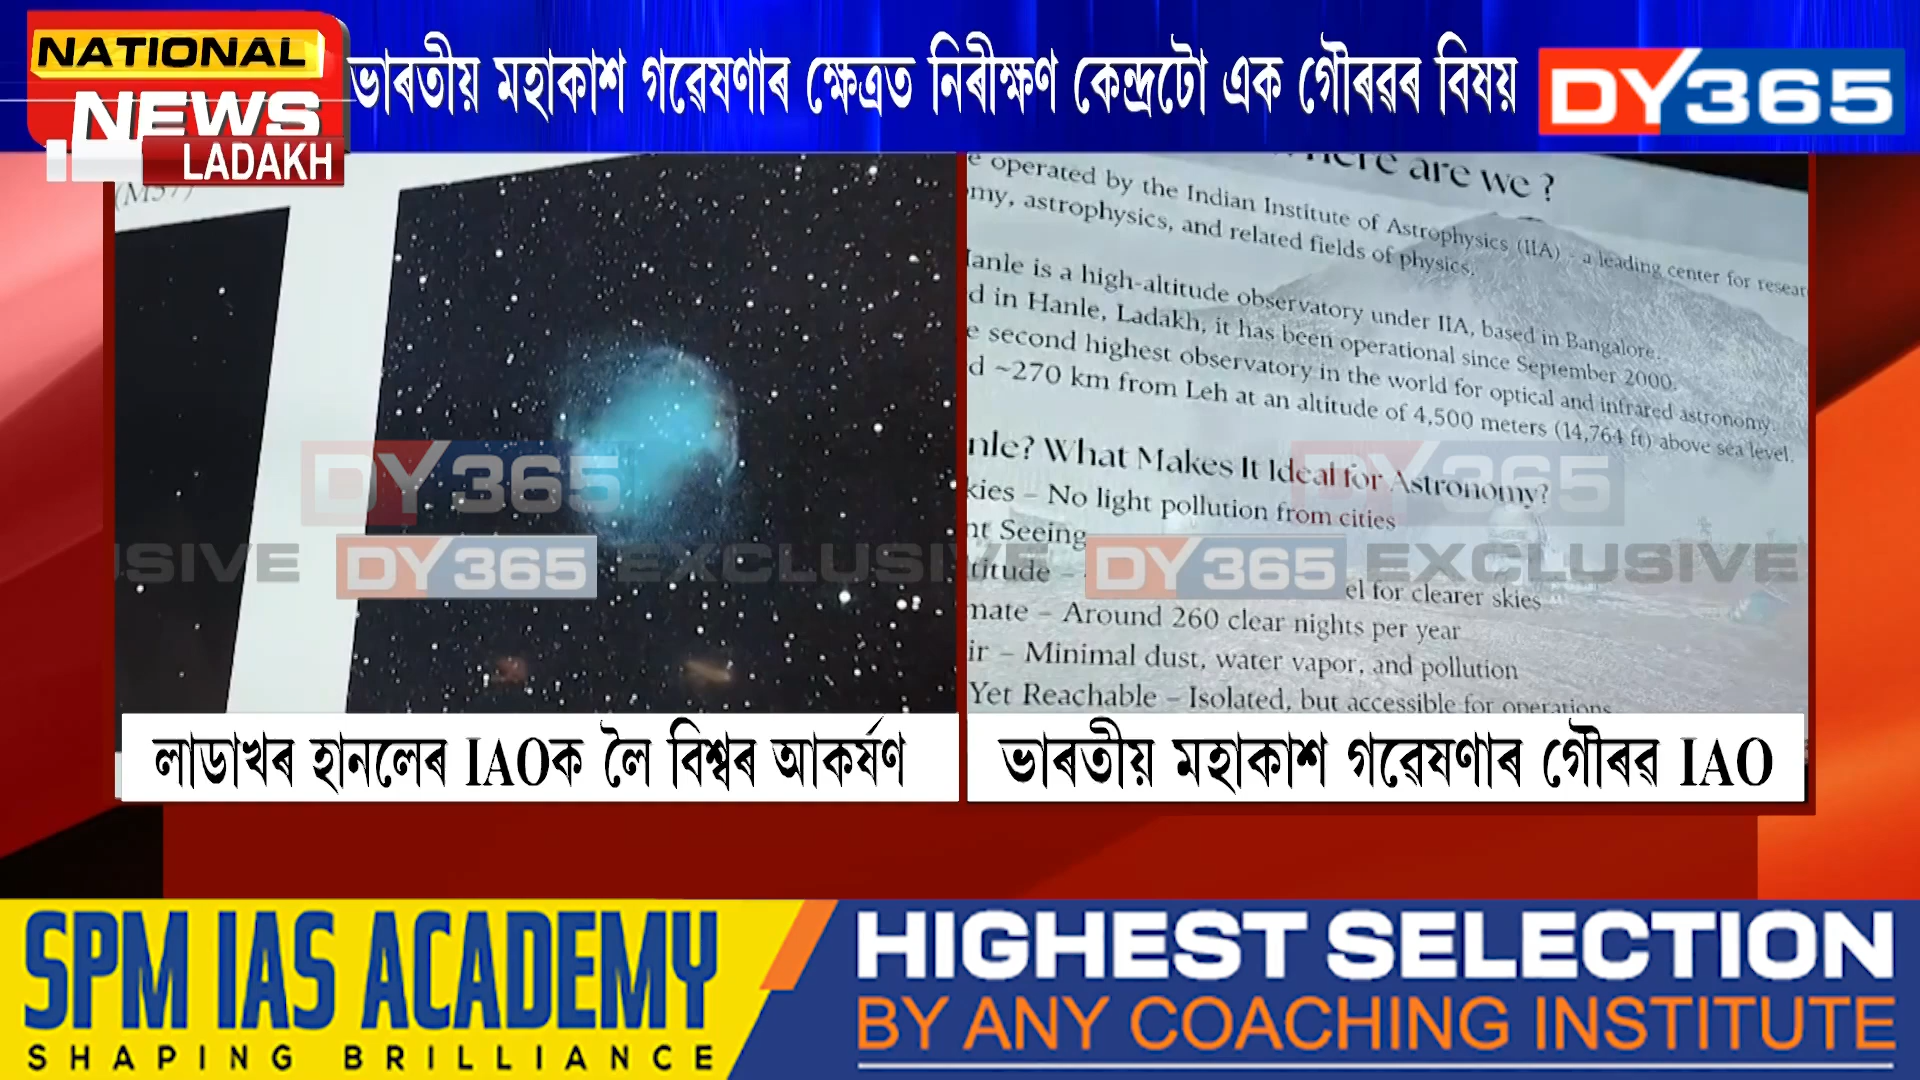 NATIONAL
NEWS
LADAKH
ভাৰতীয় মহাকাশ গৱেষণাৰ ক্ষেত্ৰত নিৰীক্ষণ কেন্দ্ৰটো এক গৌৰৱৰ বিষয়
DY365
(M57)
here are we ?
e operated by the Indian Institute of Astrophysics (IIA) - a leading center for resear
my, astrophysics, and related fields of physics.
Hanle is a high-altitude observatory under IIA, based in Bangalore.
d in Hanle, Ladakh, it has been operational since September 2000.
e second highest observatory in the world for optical and infrared astronomy.
d ~270 km from Leh at an altitude of 4,500 meters (14,764 ft) above sea level.
nle? What Makes It Ideal for Astronomy?
kies – No light pollution from cities
nt Seeing
titude –
el for clearer skies
mate – Around 260 clear nights per year
ir – Minimal dust, water vapor, and pollution
Yet Reachable – Isolated, but accessible for operations
DY365
DY365
USIVE DY365 EXCLUSIVE DY365 EXCLUSIVE
লাডাখৰ হানলেৰ IAOক লৈ বিশ্বৰ আকৰ্ষণ
ভাৰতীয় মহাকাশ গৱেষণাৰ গৌৰৱ IAO
SPM IAS ACADEMY
SHAPING BRILLIANCE
HIGHEST SELECTION
BY ANY COACHING INSTITUTE